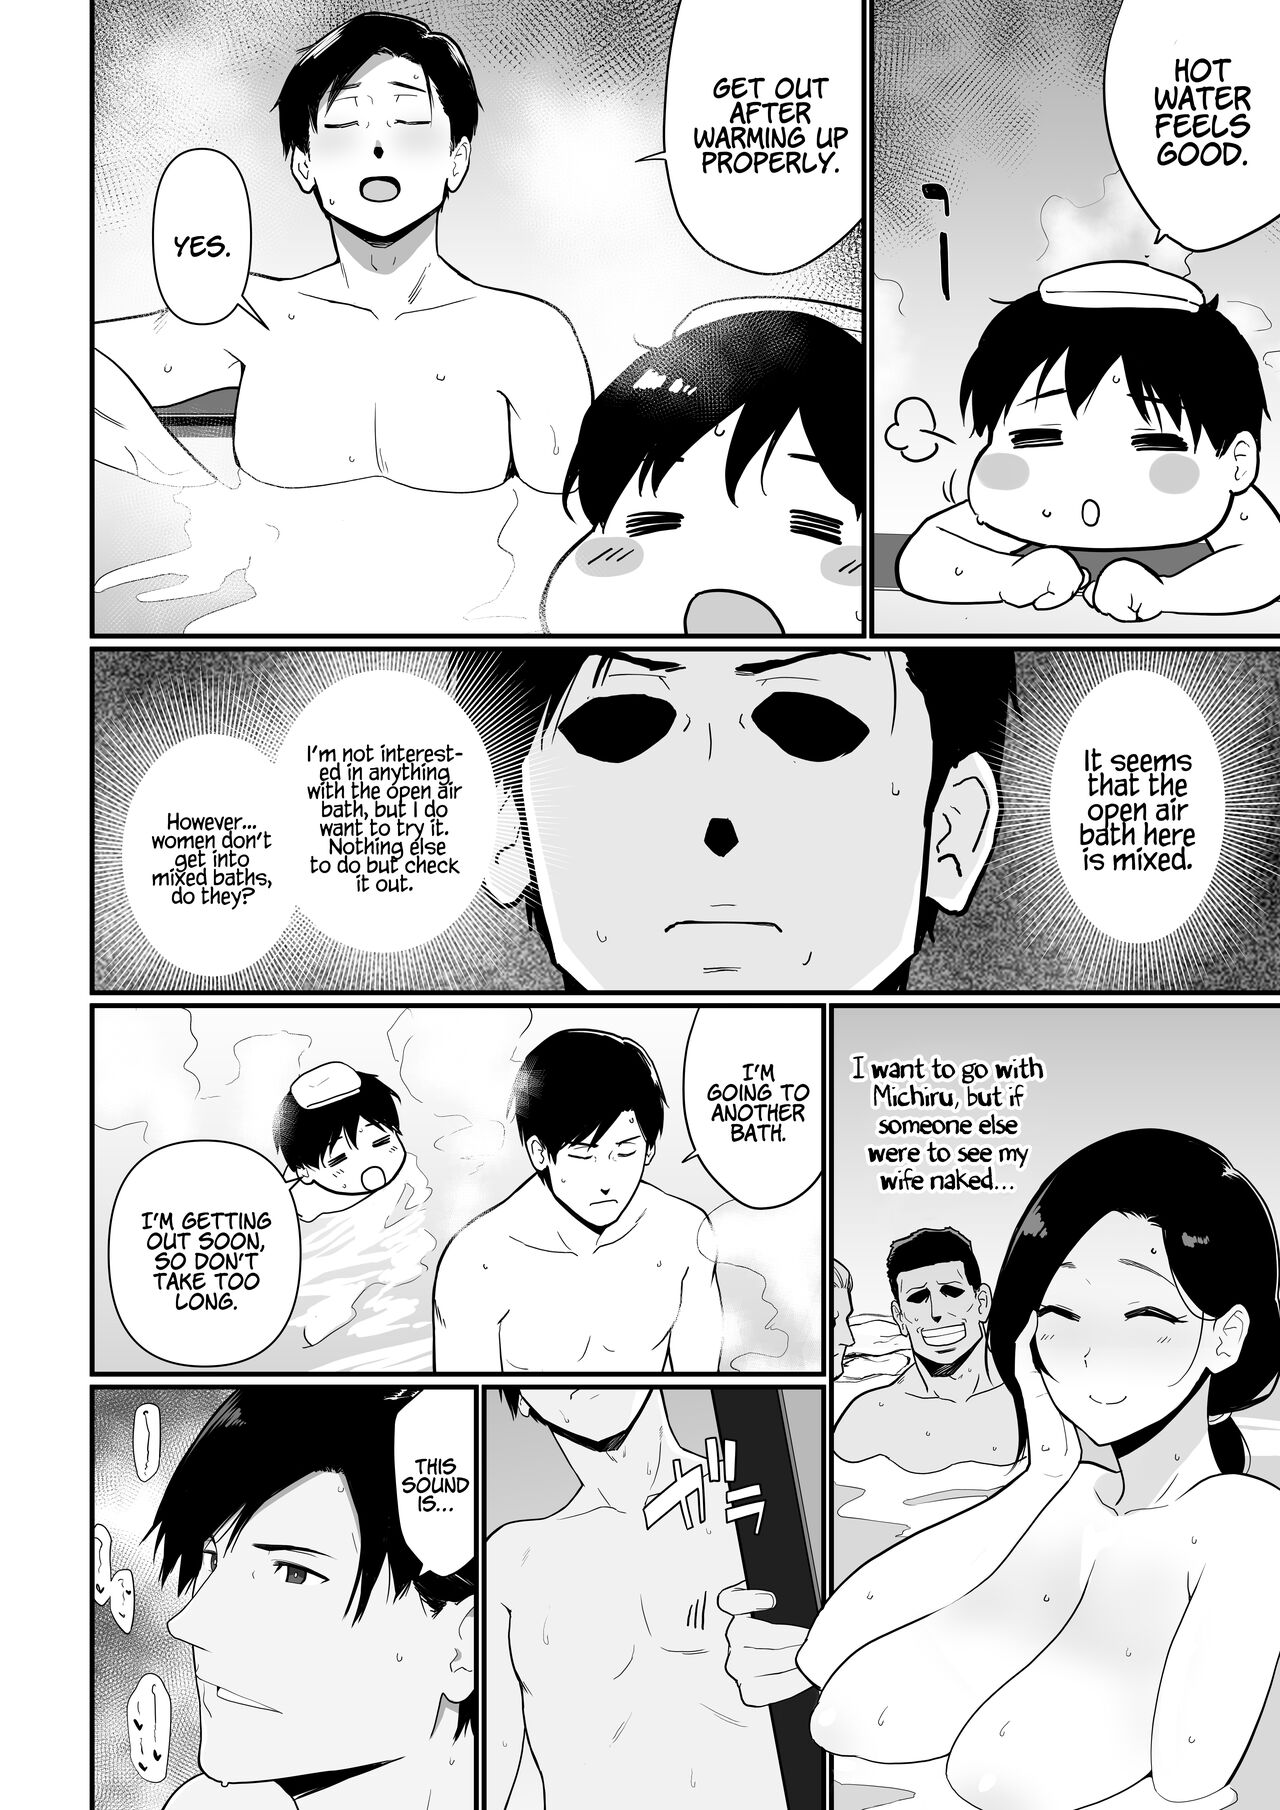 HOT
WATER
FEELS
GOOD.
GET OUT
AFTER
WARMING UP
PROPERLY.
YES.
It seems
that the
open air
bath here
is mixed.
I'm not interest-
ed in anything
with the open air
bath, but I do
want to try it.
Nothing else
to do but check
it out.
However...
women don't
get into
mixed baths,
do they?
I want to go with
Michiru, but if
someone else
were to see my
wife naked...
I'M
GOING TO
ANOTHER
BATH.
I'M GETTING
OUT SOON,
SO DON'T
TAKE TOO
LONG.
ガラ
THIS
SOUND
IS...